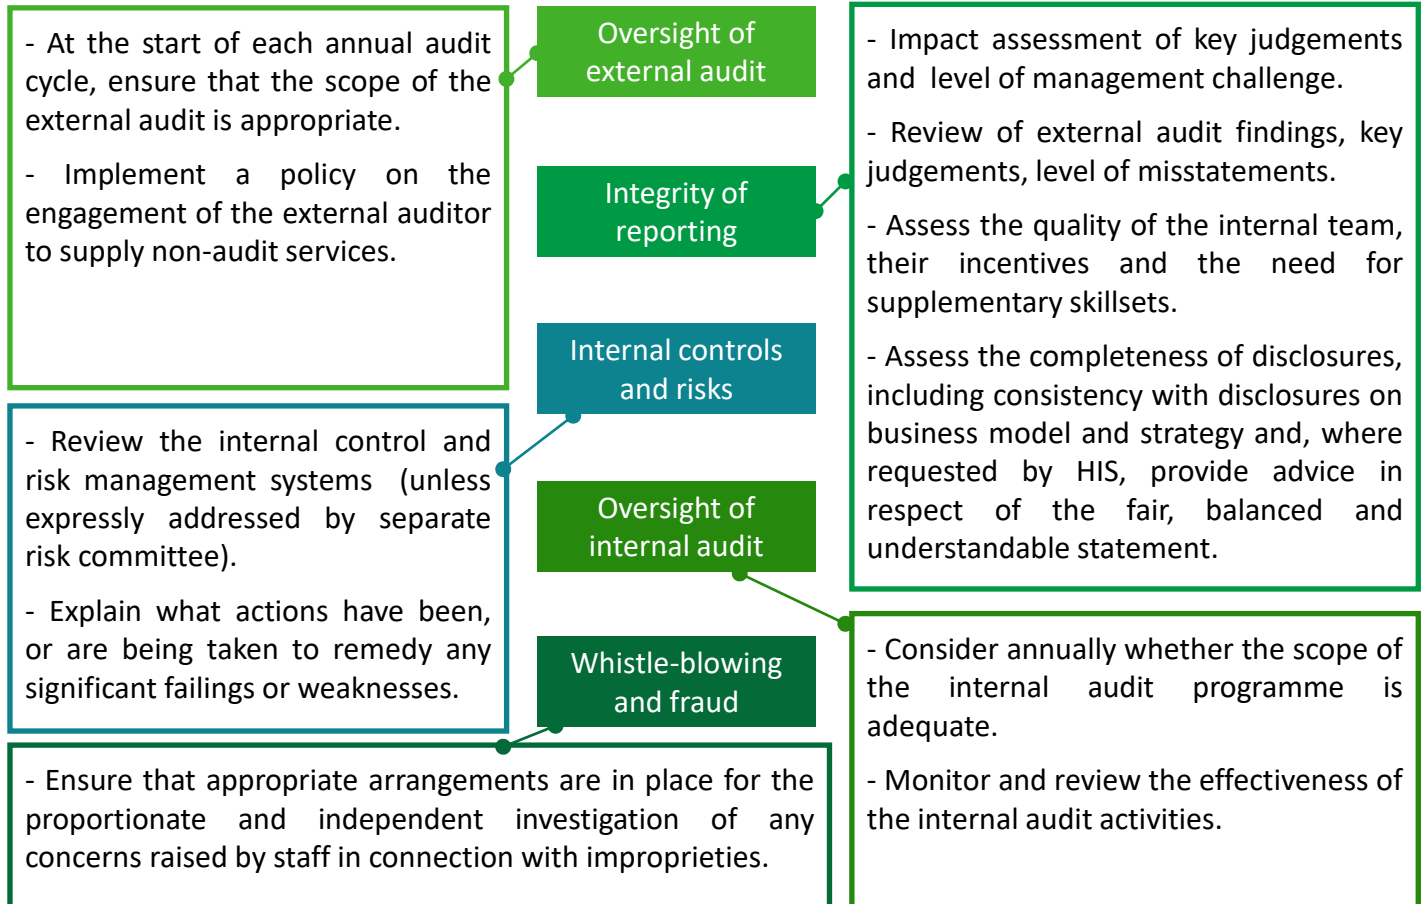 - At the start of each annual audit
cycle, ensure that the scope of the
external audit is appropriate.
- Implement a policy on the
engagement of the external auditor
to supply non-audit services.
Oversight of
external audit
Integrity of
reporting
- Impact assessment of key judgements
and level of management challenge.
- Review of external audit findings, key
judgements, level of misstatements.
- Assess the quality of the internal team,
their incentives and the need for
supplementary skillsets.
- Assess the completeness of disclosures,
including consistency with disclosures on
business model and strategy and, where
requested by HIS, provide advice in
respect of the fair, balanced and
understandable statement.
Internal controls
and risks
- Review the internal control and
risk management systems (unless
expressly addressed by separate
risk committee).
- Explain what actions have been,
or are being taken to remedy any
significant failings or weaknesses.
Oversight of
internal audit
- Consider annually whether the scope of
the internal audit programme is
adequate.
- Monitor and review the effectiveness of
the internal audit activities.
Whistle-blowing
and fraud
- Ensure that appropriate arrangements are in place for the
proportionate and independent investigation of any
concerns raised by staff in connection with improprieties.